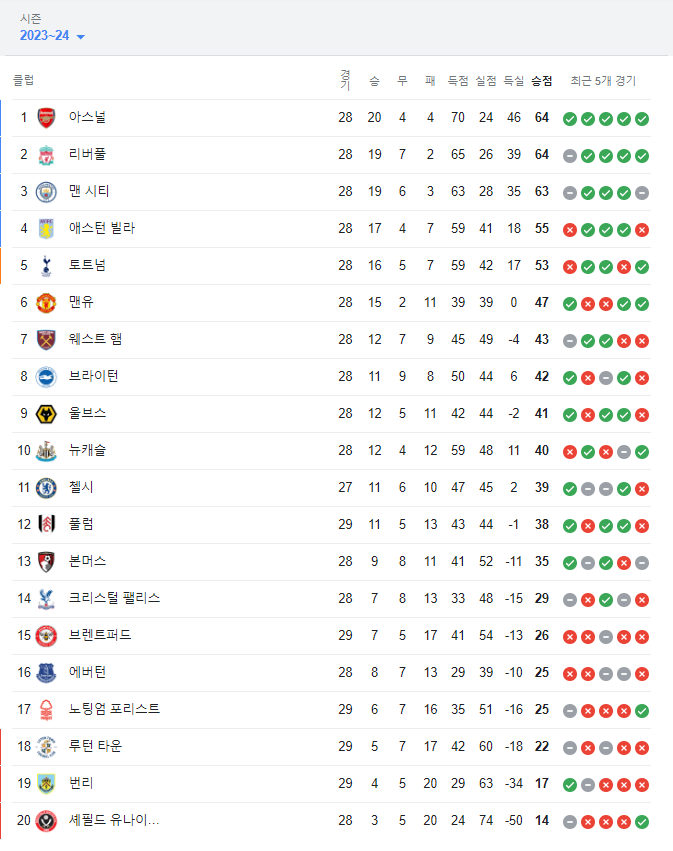 시즌
2023~24
클럽 경기 승 무 패 득점 실점 득실 승점 최근 5개 경기
1 아스널 28 20 4 4 70 24 46 64
2 리버풀 28 19 7 2 65 26 39 64
3 맨 시티 28 19 6 3 63 28 35 63
4 애스턴 빌라 28 17 4 7 59 41 18 55
5 토트넘 28 16 5 7 59 42 17 53
6 맨유 28 15 2 11 39 39 0 47
7 웨스트 햄 28 12 7 9 45 49 -4 43
8 브라이턴 28 11 9 8 50 44 6 42
9 울브스 28 12 5 11 42 44 -2 41
10 뉴캐슬 28 12 4 12 59 48 11 40
11 첼시 27 11 6 10 47 45 2 39
12 풀럼 29 11 5 13 43 44 -1 38
13 본머스 28 9 8 11 41 52 -11 35
14 크리스털 팰리스 28 7 8 13 33 48 -15 29
15 브렌트퍼드 29 7 5 17 41 54 -13 26
16 에버턴 28 8 7 13 29 39 -10 25
17 노팅엄 포리스트 29 6 7 16 35 51 -16 25
18 루턴 타운 29 5 7 17 42 60 -18 22
19 번리 29 4 5 20 29 63 -34 17
20 셰필드 유나이... 28 3 5 20 24 74 -50 14